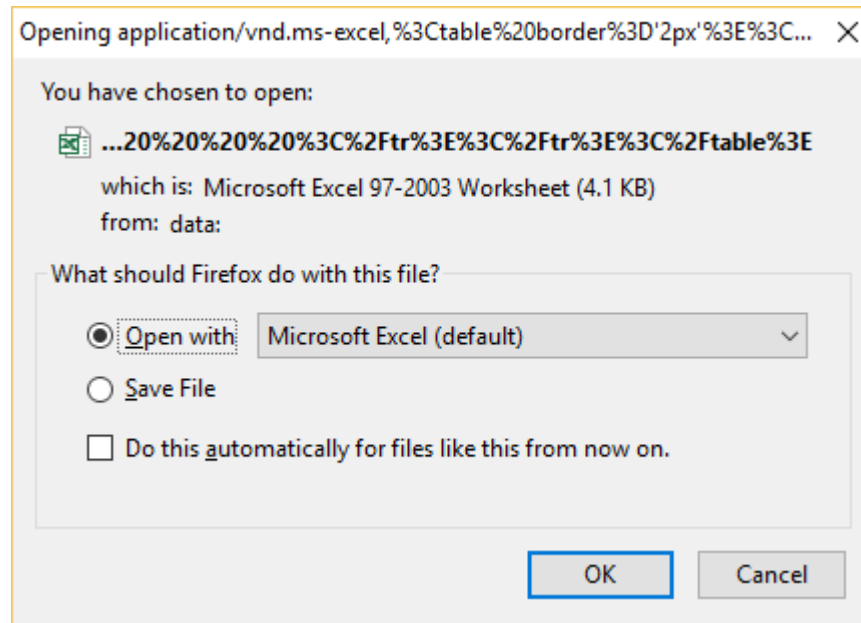 Opening application/vnd.ms-excel,%3Ctable%20border%3D'2px'%3E%3C...
You have chosen to open:
...20%20%20%20%3C%2Ftr%3E%3C%2Ftr%3E%3C%2Ftable%3E
which is: Microsoft Excel 97-2003 Worksheet (4.1 KB)
from: data:
What should Firefox do with this file?
Open with Microsoft Excel (default)
Save File
Do this automatically for files like this from now on.
OK Cancel